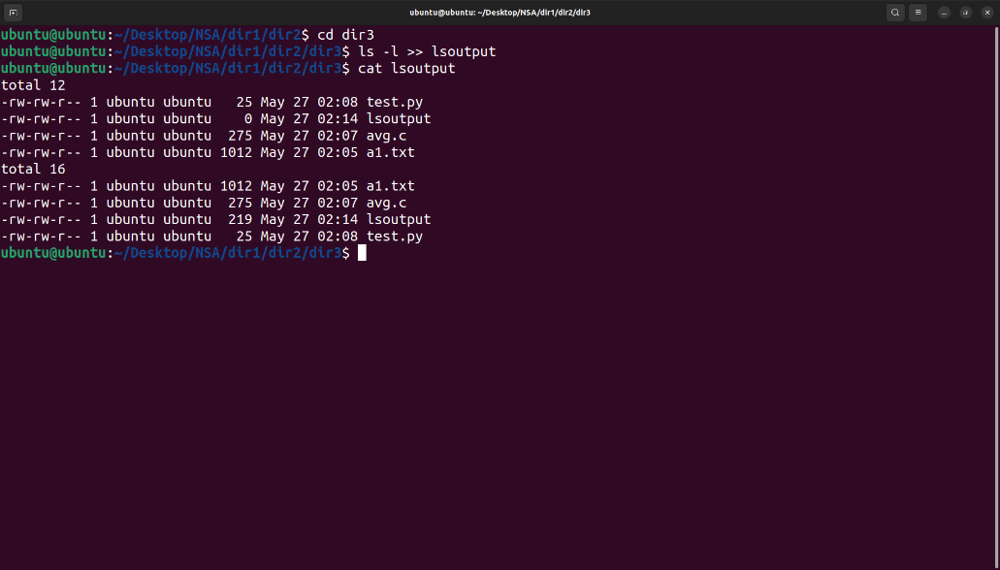 ubuntu@ubuntu: ~/Desktop/NSA/dir1/dir2/dir3
ubuntu@ubuntu:~/Desktop/NSA/dir1/dir2$ cd dir3
ubuntu@ubuntu:~/Desktop/NSA/dir1/dir2/dir3$ ls -l >> lsoutput
ubuntu@ubuntu:~/Desktop/NSA/dir1/dir2/dir3$ cat lsoutput
total 12
-rw-rw-r-- 1 ubuntu ubuntu   25 May 27 02:08 test.py
-rw-rw-r-- 1 ubuntu ubuntu    0 May 27 02:14 lsoutput
-rw-rw-r-- 1 ubuntu ubuntu  275 May 27 02:07 avg.c
-rw-rw-r-- 1 ubuntu ubuntu 1012 May 27 02:05 a1.txt
total 16
-rw-rw-r-- 1 ubuntu ubuntu 1012 May 27 02:05 a1.txt
-rw-rw-r-- 1 ubuntu ubuntu  275 May 27 02:07 avg.c
-rw-rw-r-- 1 ubuntu ubuntu  219 May 27 02:14 lsoutput
-rw-rw-r-- 1 ubuntu ubuntu   25 May 27 02:08 test.py
ubuntu@ubuntu:~/Desktop/NSA/dir1/dir2/dir3$